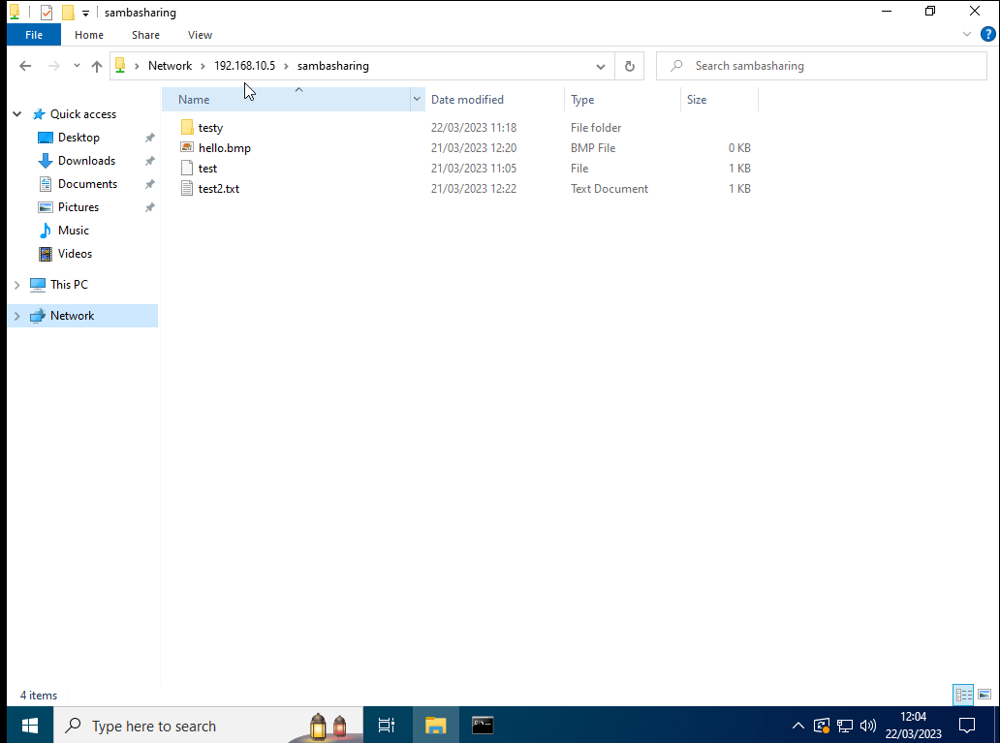 sambasharing
File Home Share View
Network 192.168.10.5 sambasharing Search sambasharing
Name Date modified Type Size
Quick access
Desktop
Downloads
Documents
Pictures
Music
Videos
This PC
Network
testy 22/03/2023 11:18 File folder
hello.bmp 21/03/2023 12:20 BMP File 0 KB
test 21/03/2023 11:05 File 1 KB
test2.txt 21/03/2023 12:22 Text Document 1 KB
4 items
Type here to search
12:04
22/03/2023